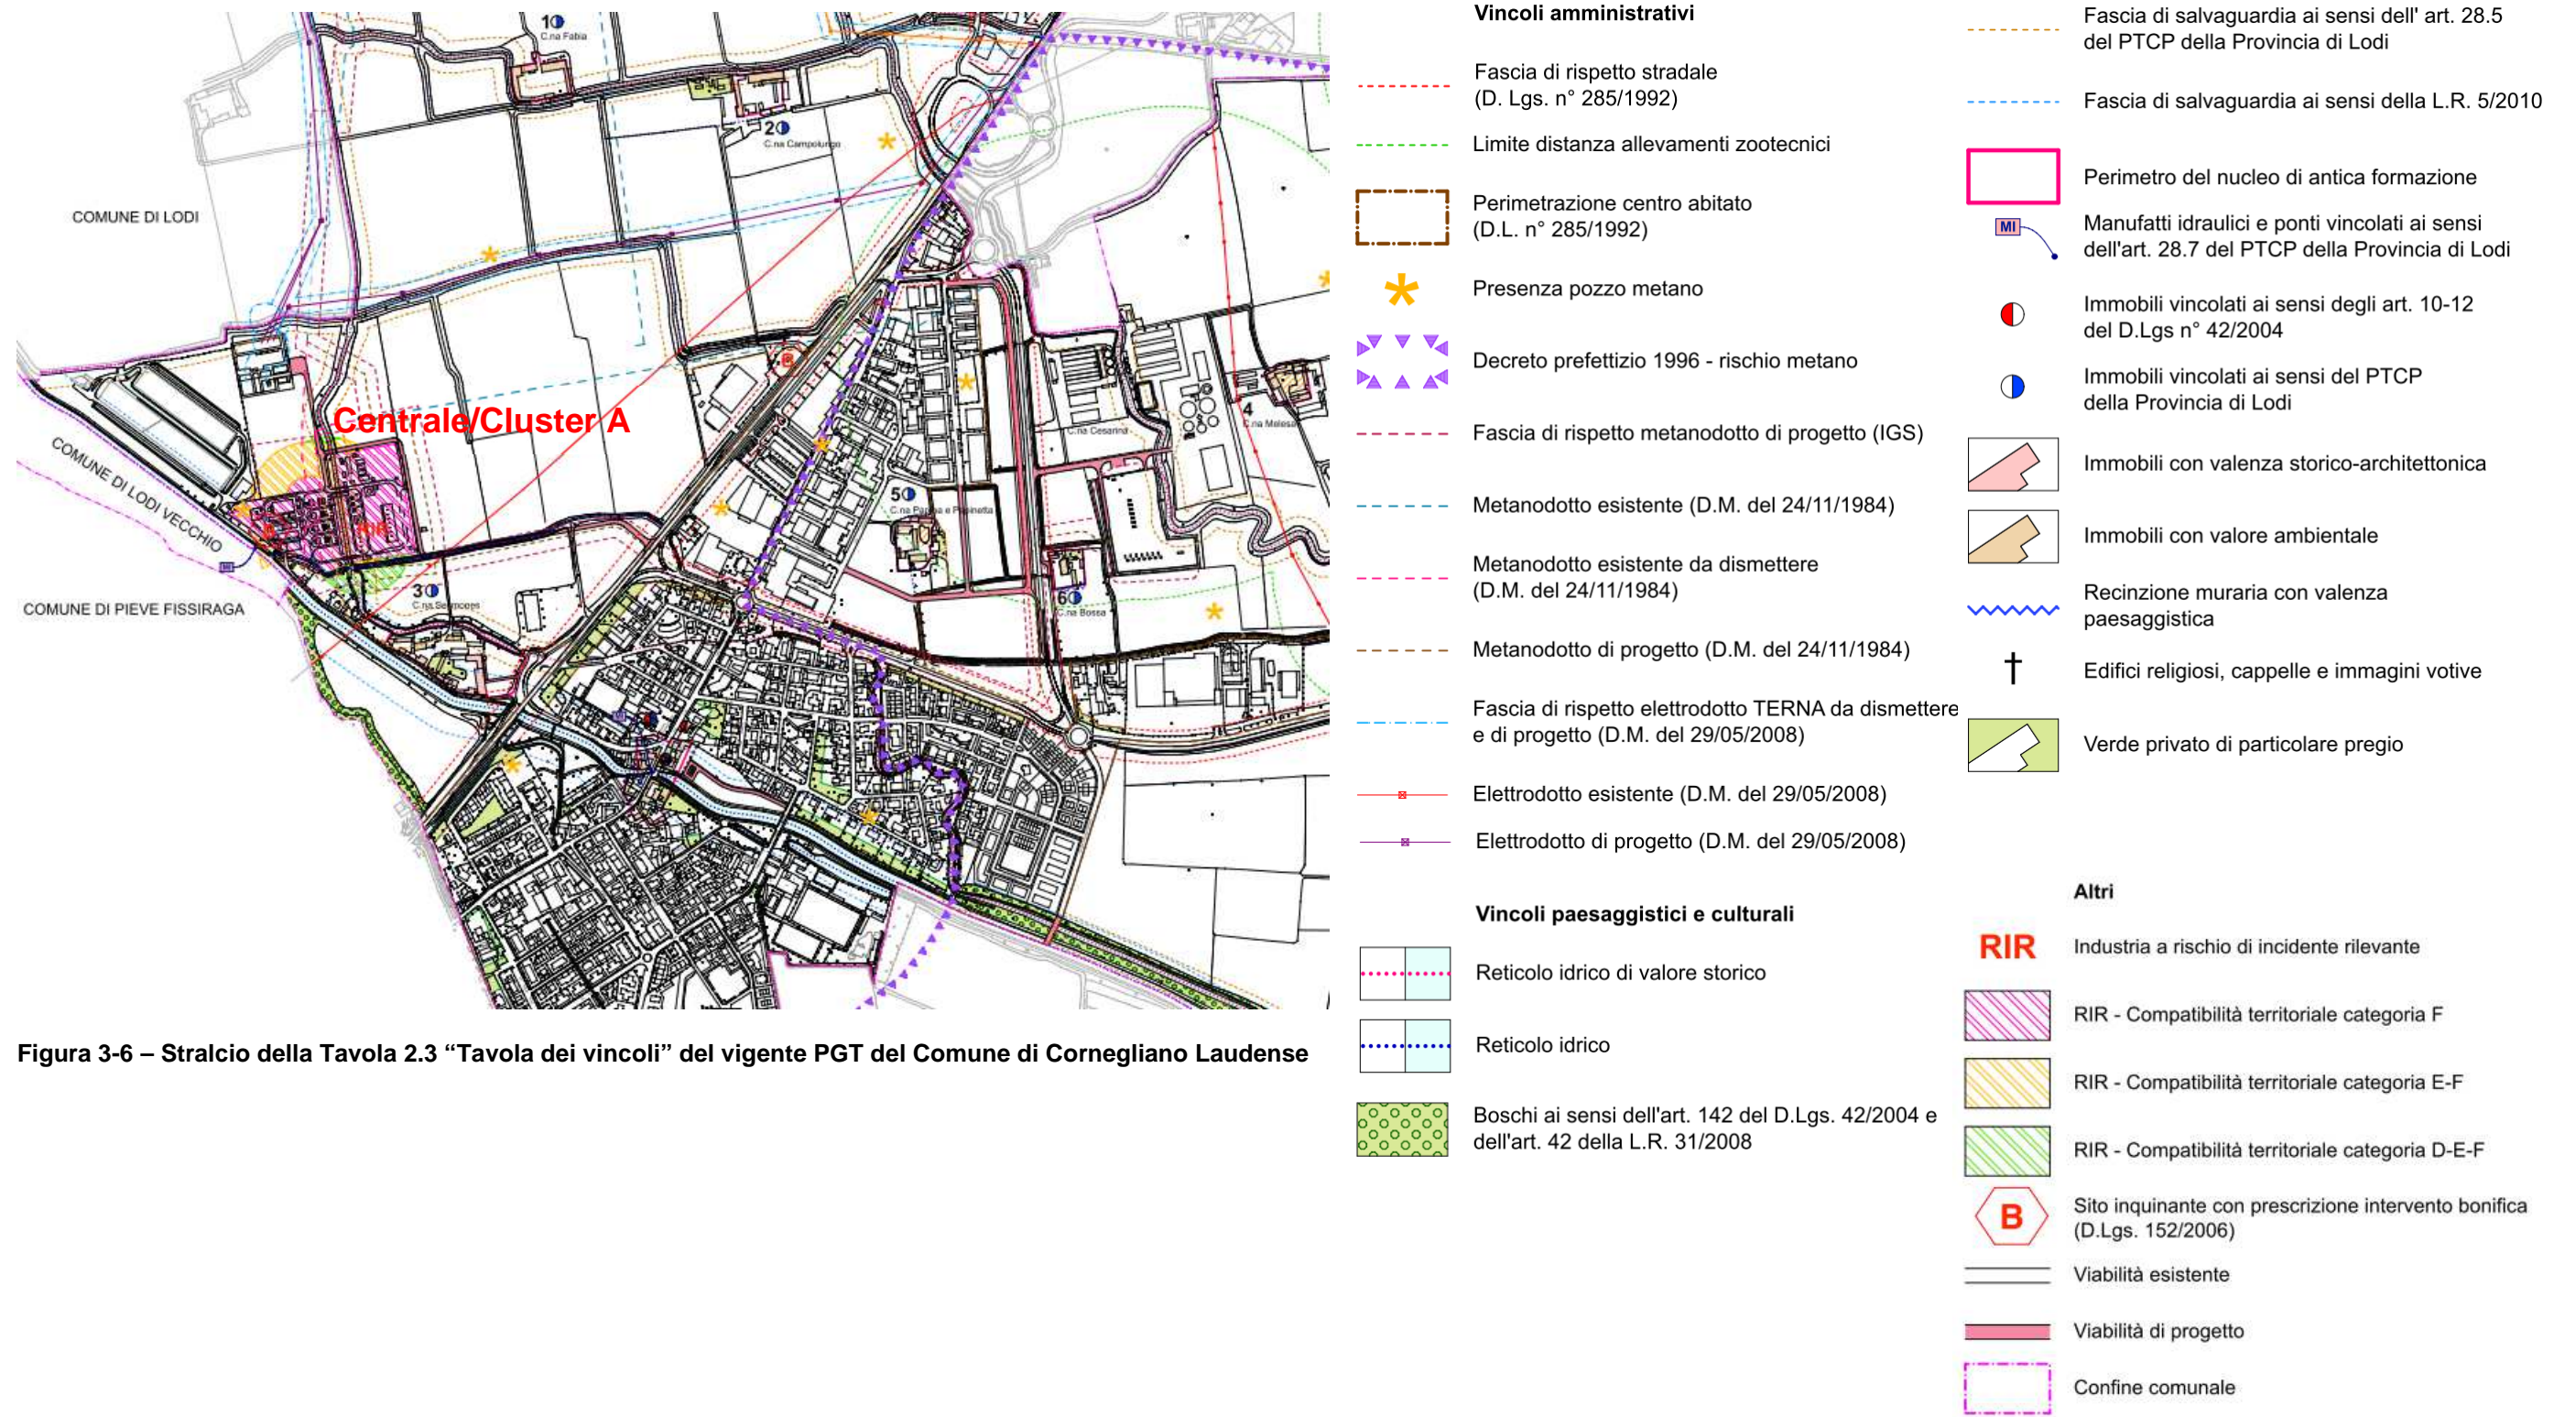 1
C.na Fabia
2
C.na Campolungo
COMUNE DI LODI
Centrale/Cluster A
COMUNE DI LODI VECCHIO
COMUNE DI PIEVE FISSIRAGA
3
4
C.na Cesarina
5
6
C.na Bossa
B
MI
Figura 3-6 – Stralcio della Tavola 2.3 “Tavola dei vincoli” del vigente PGT del Comune di Cornegliano Laudense
Vincoli amministrativi
Fascia di rispetto stradale
(D. Lgs. n° 285/1992)
Limite distanza allevamenti zootecnici
Perimetrazione centro abitato
(D.L. n° 285/1992)
Presenza pozzo metano
Decreto prefettizio 1996 - rischio metano
Fascia di rispetto metanodotto di progetto (IGS)
Metanodotto esistente (D.M. del 24/11/1984)
Metanodotto esistente da dismettere
(D.M. del 24/11/1984)
Metanodotto di progetto (D.M. del 24/11/1984)
Fascia di rispetto elettrodotto TERNA da dismettere
e di progetto (D.M. del 29/05/2008)
Elettrodotto esistente (D.M. del 29/05/2008)
Elettrodotto di progetto (D.M. del 29/05/2008)
Vincoli paesaggistici e culturali
Reticolo idrico di valore storico
Reticolo idrico
Boschi ai sensi dell'art. 142 del D.Lgs. 42/2004 e
dell'art. 42 della L.R. 31/2008
Fascia di salvaguardia ai sensi dell' art. 28.5
del PTCP della Provincia di Lodi
Fascia di salvaguardia ai sensi della L.R. 5/2010
Perimetro del nucleo di antica formazione
MI
Manufatti idraulici e ponti vincolati ai sensi
dell'art. 28.7 del PTCP della Provincia di Lodi
Immobili vincolati ai sensi degli art. 10-12
del D.Lgs n° 42/2004
Immobili vincolati ai sensi del PTCP
della Provincia di Lodi
Immobili con valenza storico-architettonica
Immobili con valore ambientale
Recinzione muraria con valenza
paesaggistica
Edifici religiosi, cappelle e immagini votive
Verde privato di particolare pregio
Altri
RIR
Industria a rischio di incidente rilevante
RIR - Compatibilità territoriale categoria F
RIR - Compatibilità territoriale categoria E-F
RIR - Compatibilità territoriale categoria D-E-F
B
Sito inquinante con prescrizione intervento bonifica
(D.Lgs. 152/2006)
Viabilità esistente
Viabilità di progetto
Confine comunale